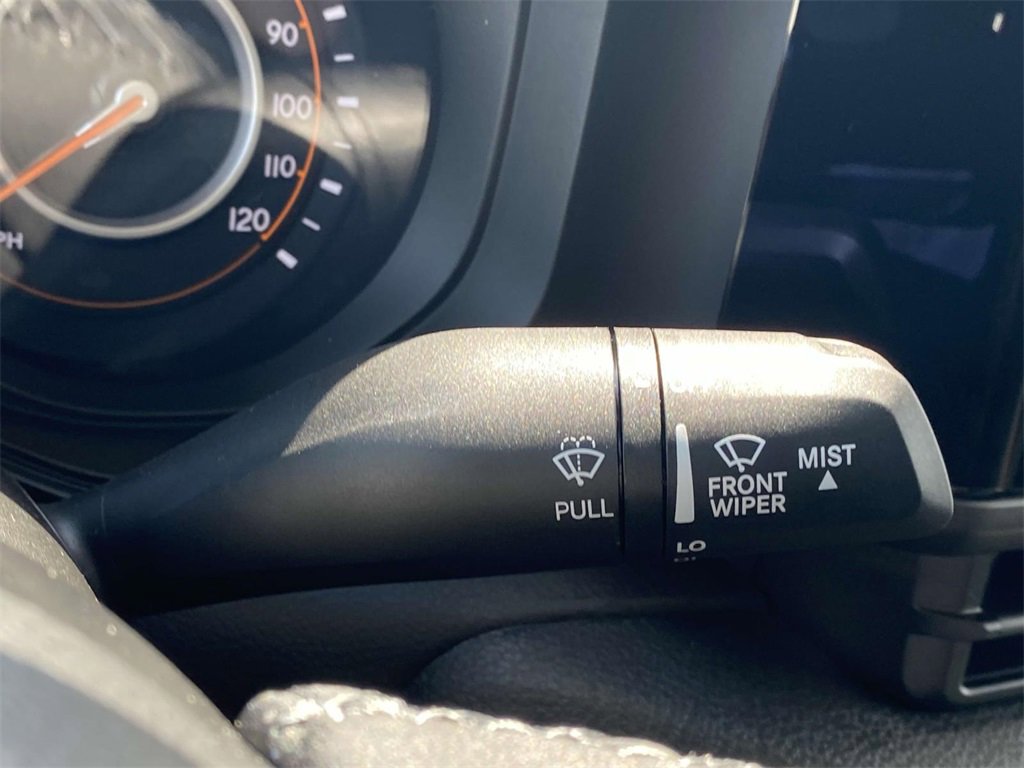 90
100
110
120
PH
PULL
FRONT
WIPER
MIST
LO